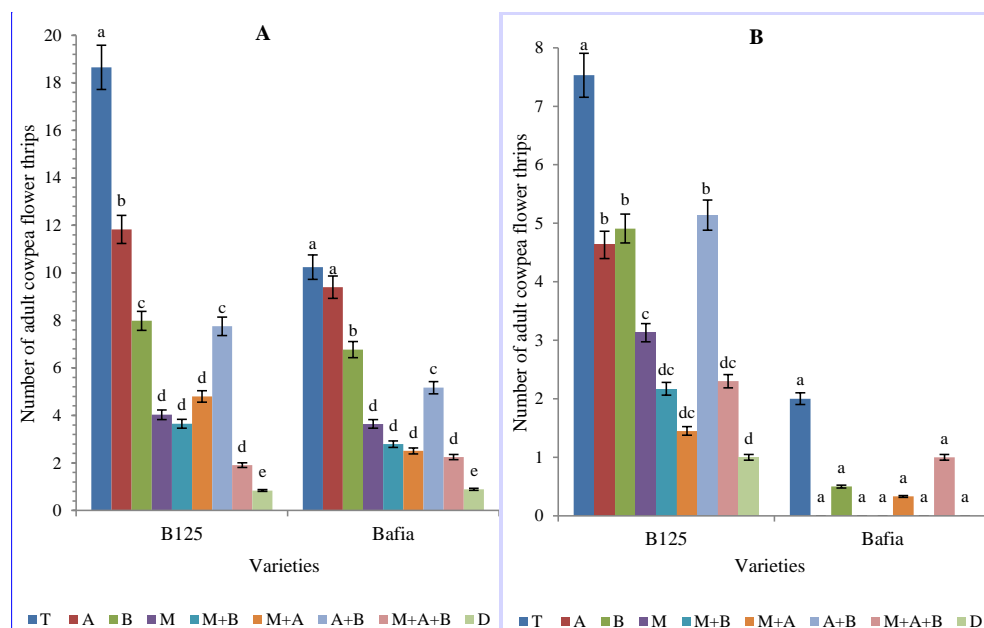 A
Number of adult cowpea flower thrips
20
18
16
14
12
10
8
6
4
2
0
a
b
c
d
d
d
c
d
e
a
a
b
d
d
d
c
d
e
B125 Bafia
Varieties
T A B M M+B M+A A+B M+A+B D
B
Number of adult cowpea flower thrips
8
7
6
5
4
3
2
1
0
a
b
b
c
dc
dc
b
dc
d
a
a
a
a
a
a
a
a
a
B125 Bafia
Varieties
T A B M M+B M+A A+B M+A+B D